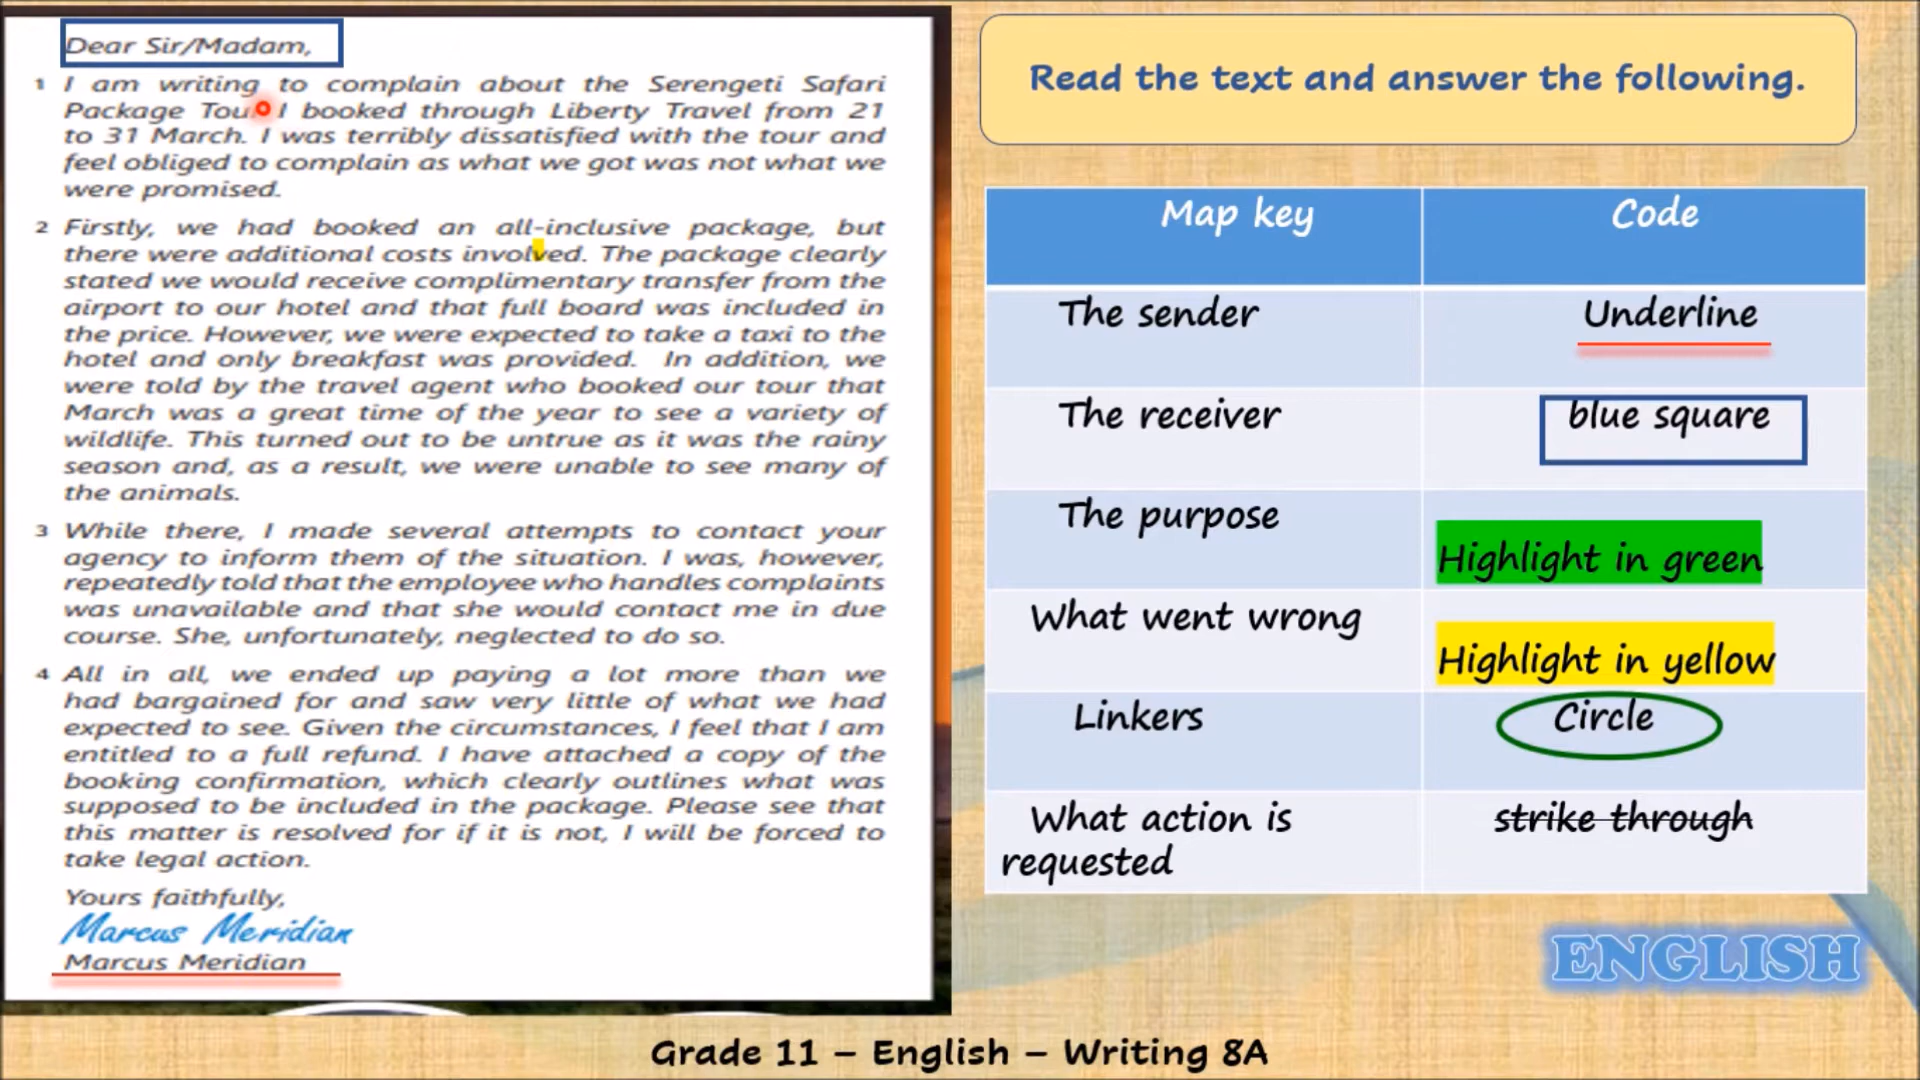 Dear Sir/Madam,
1 I am writing to complain about the Serengeti Safari
Package Tour I booked through Liberty Travel from 21
to 31 March. I was terribly dissatisfied with the tour and
feel obliged to complain as what we got was not what we
were promised.
2 Firstly, we had booked an all-inclusive package, but
there were additional costs involved. The package clearly
stated we would receive complimentary transfer from the
airport to our hotel and that full board was included in
the price. However, we were expected to take a taxi to the
hotel and only breakfast was provided. In addition, we
were told by the travel agent who booked our tour that
March was a great time of the year to see a variety of
wildlife. This turned out to be untrue as it was the rainy
season and, as a result, we were unable to see many of
the animals.
3 While there, I made several attempts to contact your
agency to inform them of the situation. I was, however,
repeatedly told that the employee who handles complaints
was unavailable and that she would contact me in due
course. She, unfortunately, neglected to do so.
4 All in all, we ended up paying a lot more than we
had bargained for and saw very little of what we had
expected to see. Given the circumstances, I feel that I am
entitled to a full refund. I have attached a copy of the
booking confirmation, which clearly outlines what was
supposed to be included in the package. Please see that
this matter is resolved for if it is not, I will be forced to
take legal action.
Yours faithfully,
Marcus Meridian
Marcus Meridian
Read the text and answer the following.
Map key Code
The sender Underline
The receiver blue square
The purpose Highlight in green
What went wrong Highlight in yellow
Linkers Circle
What action is strike through
requested
ENGLISH
Grade 11 – English – Writing 8A